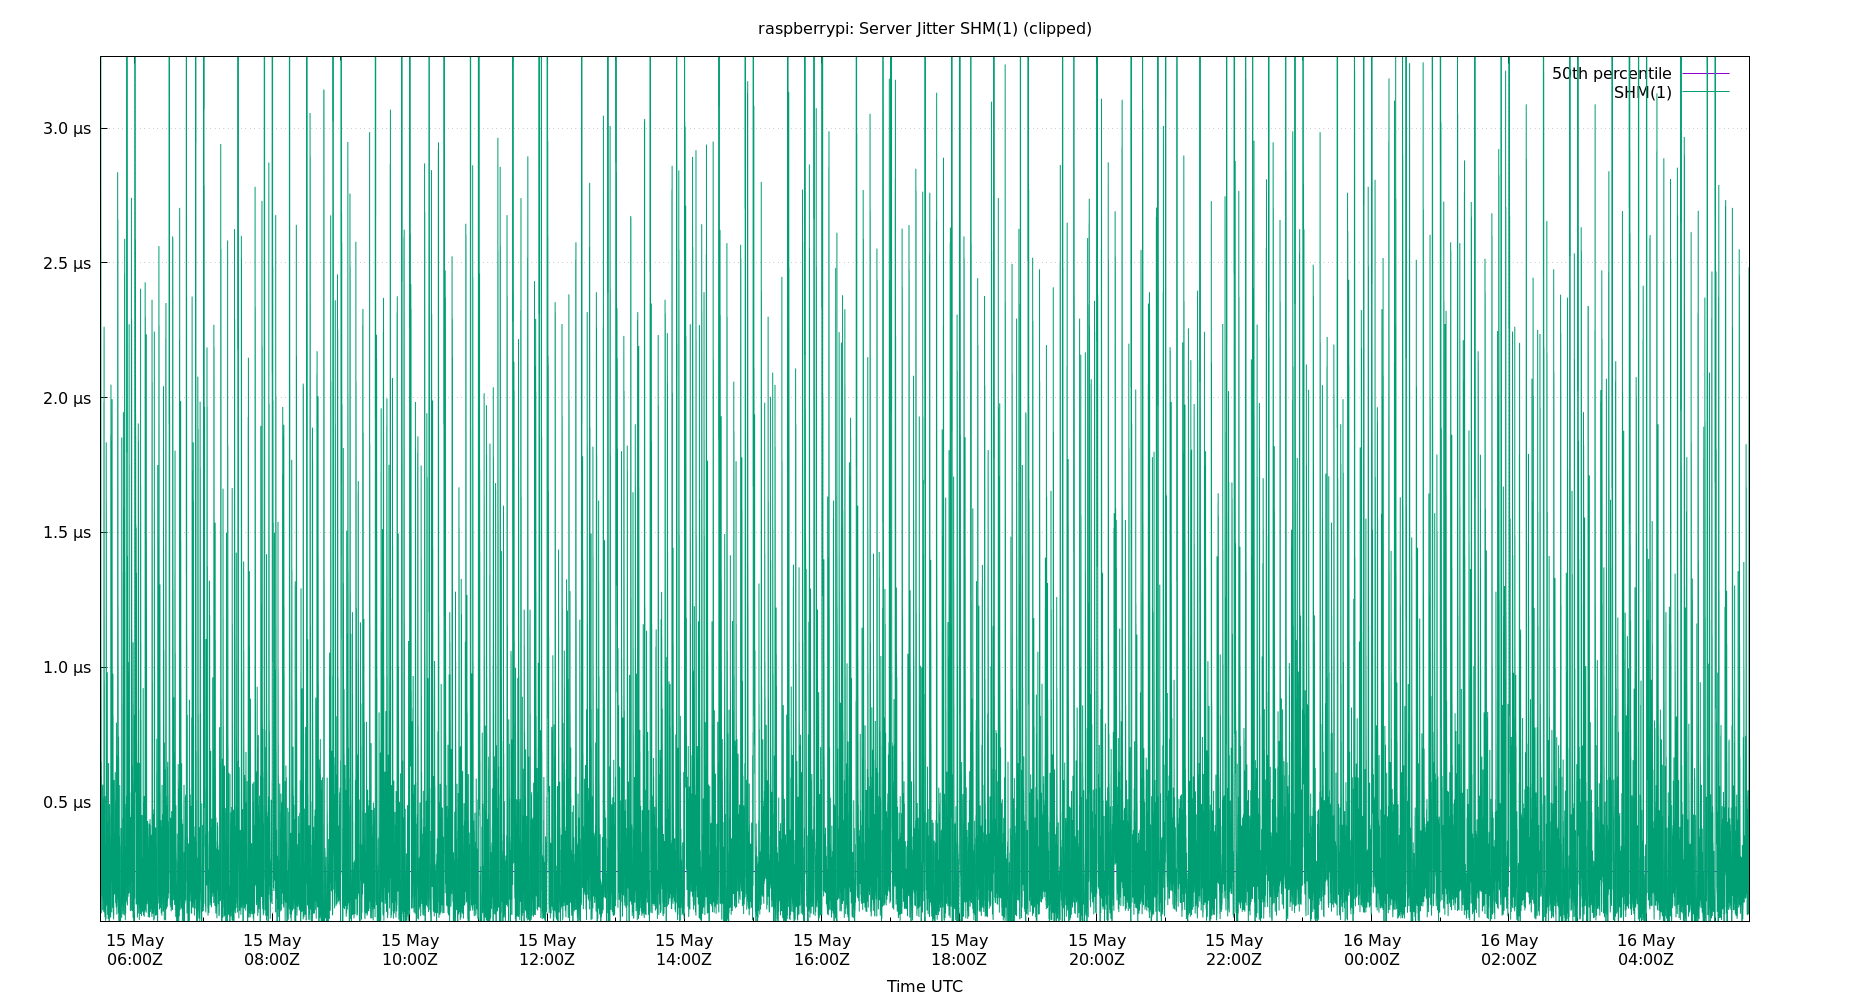 raspberrypi: Server Jitter SHM(1) (clipped)
50th percentile
SHM(1)
3.0 µs
2.5 µs
2.0 µs
1.5 µs
1.0 µs
0.5 µs
15 May 15 May 15 May 15 May 15 May 15 May 15 May 15 May 15 May 16 May 16 May 16 May
06:00Z 08:00Z 10:00Z 12:00Z 14:00Z 16:00Z 18:00Z 20:00Z 22:00Z 00:00Z 02:00Z 04:00Z
Time UTC